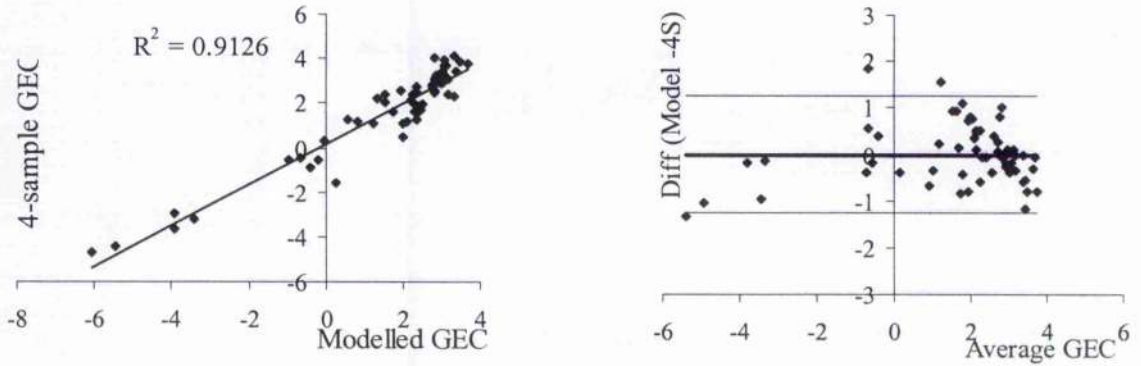 R² = 0.9126
4-sample GEC
6
4
2
0
-2
-4
-6
-8 -6 -4 -2 0 2 4
Modelled GEC
Diff (Model -4S)
3
2
1
0
-1
-2
-3
-6 -4 -2 0 2 4 6
Average GEC